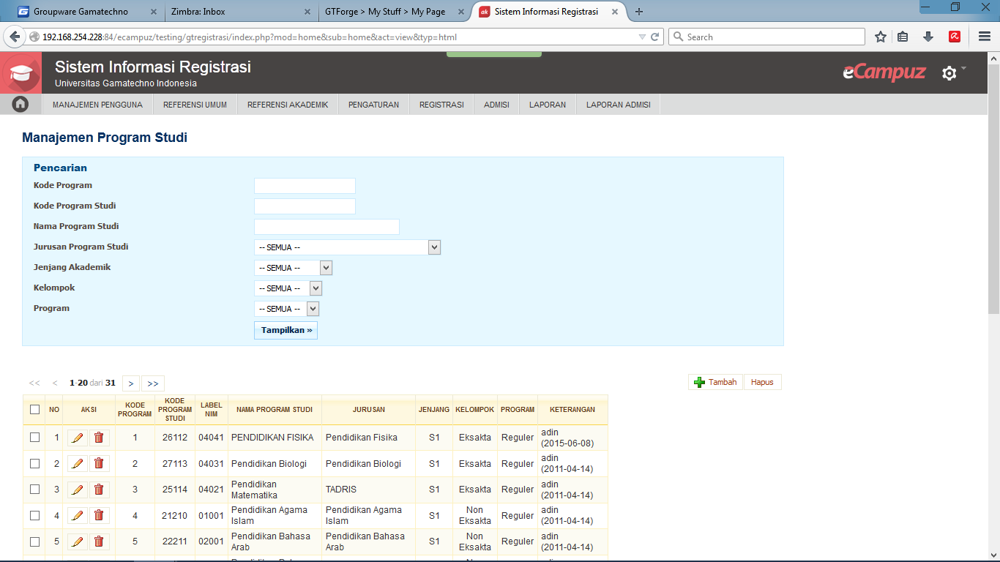 Groupware Gamatechno
Zimbra: Inbox
GTForge > My Stuff > My Page
Sistem Informasi Registrasi
192.168.254.228:84/ecampuz/testing/gtregistrasi/index.php?mod=home&sub=home&act=view&typ=html
Search
Sistem Informasi Registrasi
Universitas Gamatechno Indonesia
eCampuz
MANAJEMEN PENGGUNA REFERENSI UMUM REFERENSI AKADEMIK PENGATURAN REGISTRASI ADMISI LAPORAN LAPORAN ADMISI
Manajemen Program Studi
Pencarian
Kode Program
Kode Program Studi
Nama Program Studi
Jurusan Program Studi -- SEMUA --
Jenjang Akademik -- SEMUA --
Kelompok -- SEMUA --
Program -- SEMUA --
Tampilkan »
<< < 1-20 dari 31 > >> Tambah Hapus
NO AKSI KODE PROGRAM KODE PROGRAM STUDI LABEL NIM NAMA PROGRAM STUDI JURUSAN JENJANG KELOMPOK PROGRAM KETERANGAN
1 1 26112 04041 PENDIDIKAN FISIKA Pendidikan Fisika S1 Eksakta Reguler adin (2015-06-08)
2 2 27113 04031 Pendidikan Biologi Pendidikan Biologi S1 Eksakta Reguler adin (2011-04-14)
3 3 25114 04021 Pendidikan Matematika TADRIS S1 Eksakta Reguler adin (2011-04-14)
4 4 21210 01001 Pendidikan Agama Islam Pendidikan Agama Islam S1 Non Eksakta Reguler adin (2011-04-14)
5 5 22211 02001 Pendidikan Bahasa Arab Pendidikan Bahasa Arab S1 Non Eksakta Reguler adin (2011-04-14)